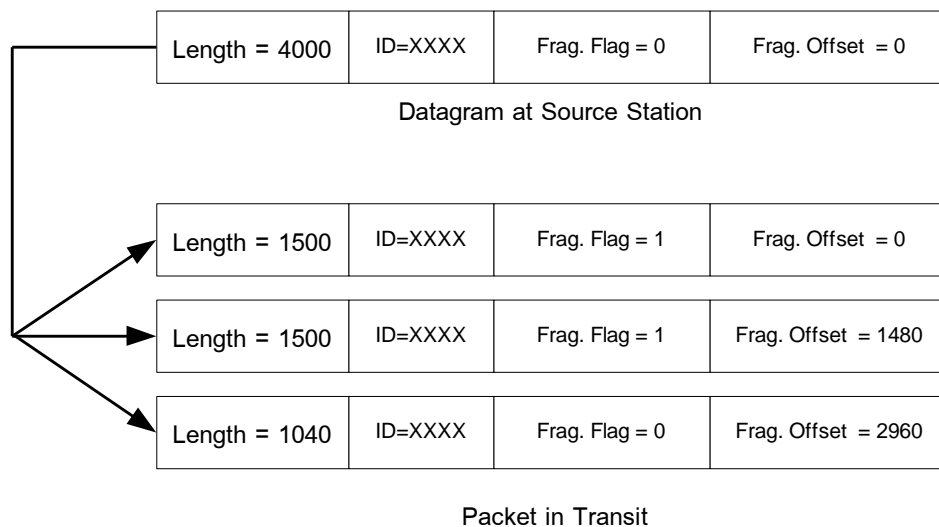 Length = 4000 ID=XXXX Frag. Flag = 0 Frag. Offset = 0
Datagram at Source Station
Length = 1500 ID=XXXX Frag. Flag = 1 Frag. Offset = 0
Length = 1500 ID=XXXX Frag. Flag = 1 Frag. Offset = 1480
Length = 1040 ID=XXXX Frag. Flag = 0 Frag. Offset = 2960
Packet in Transit